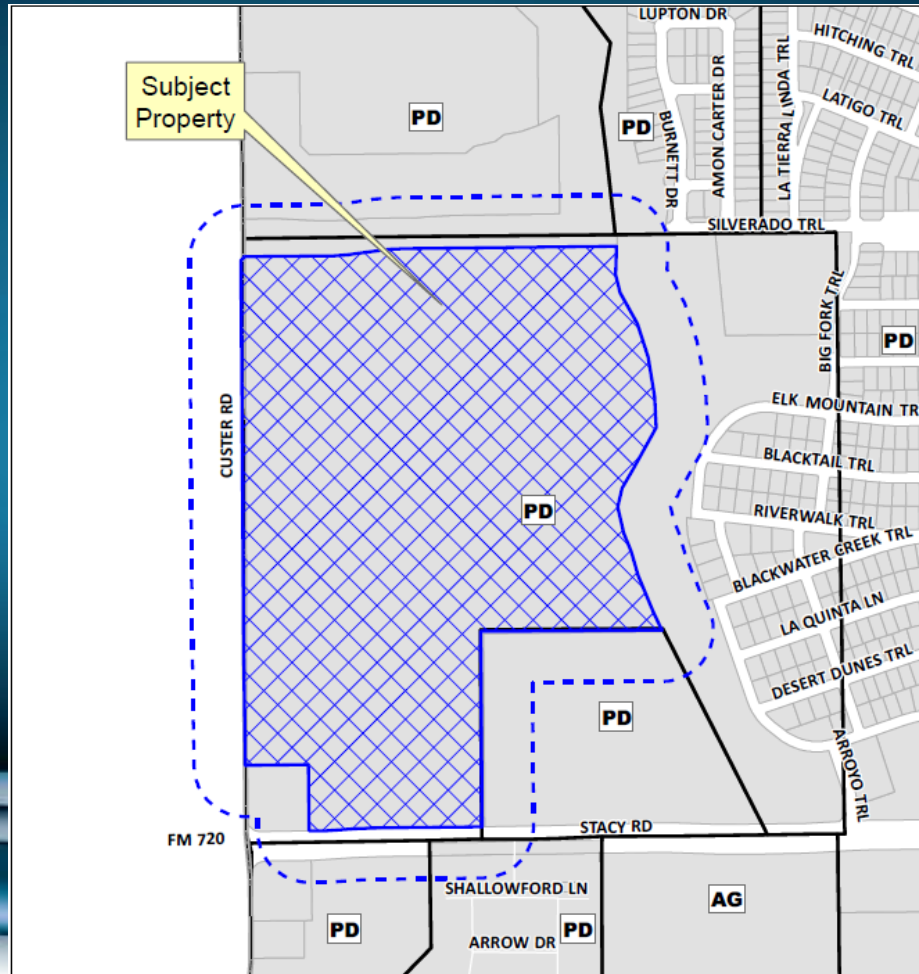 LUPTON DR
HITCHING TRL
LA TIERRA LINDA TRL
LATIGO TRL
AMON CARTER DR
BURNETT DR
Subject
Property
PD
PD
SILVERADO TRL
BIG FORK TRL
PD
CUSTER RD
ELK MOUNTAIN TR
BLACKTAIL TRL
PD
RIVERWALK TRL
BLACKWATER CREEK TRL
LA QUINTA LN
DESERT DUNES TRL
PD
ARROYO TRL
FM 720
STACY RD
SHALLOWFORD LN
AG
PD
PD
ARROW DR